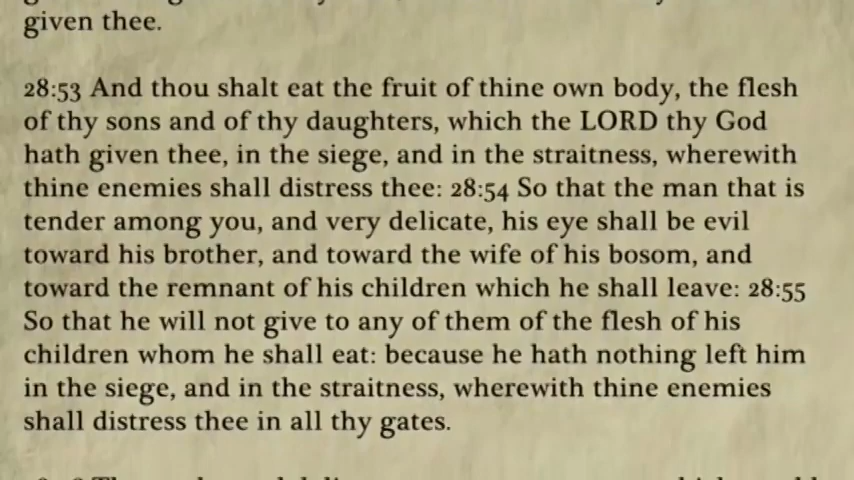 given thee.
28:53 And thou shalt eat the fruit of thine own body, the flesh
of thy sons and of thy daughters, which the LORD thy God
hath given thee, in the siege, and in the straitness, wherewith
thine enemies shall distress thee: 28:54 So that the man that is
tender among you, and very delicate, his eye shall be evil
toward his brother, and toward the wife of his bosom, and
toward the remnant of his children which he shall leave: 28:55
So that he will not give to any of them of the flesh of his
children whom he shall eat: because he hath nothing left him
in the siege, and in the straitness, wherewith thine enemies
shall distress thee in all thy gates.